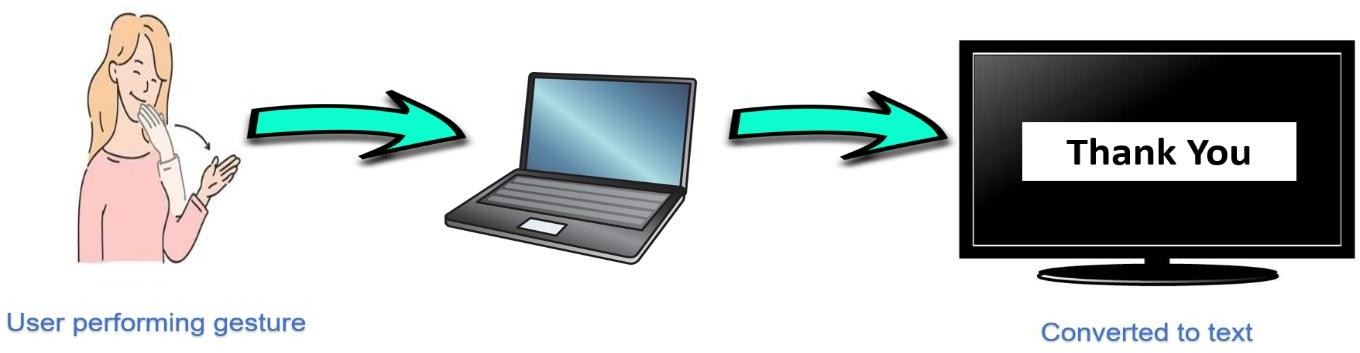 Thank You
User performing gesture
Converted to text